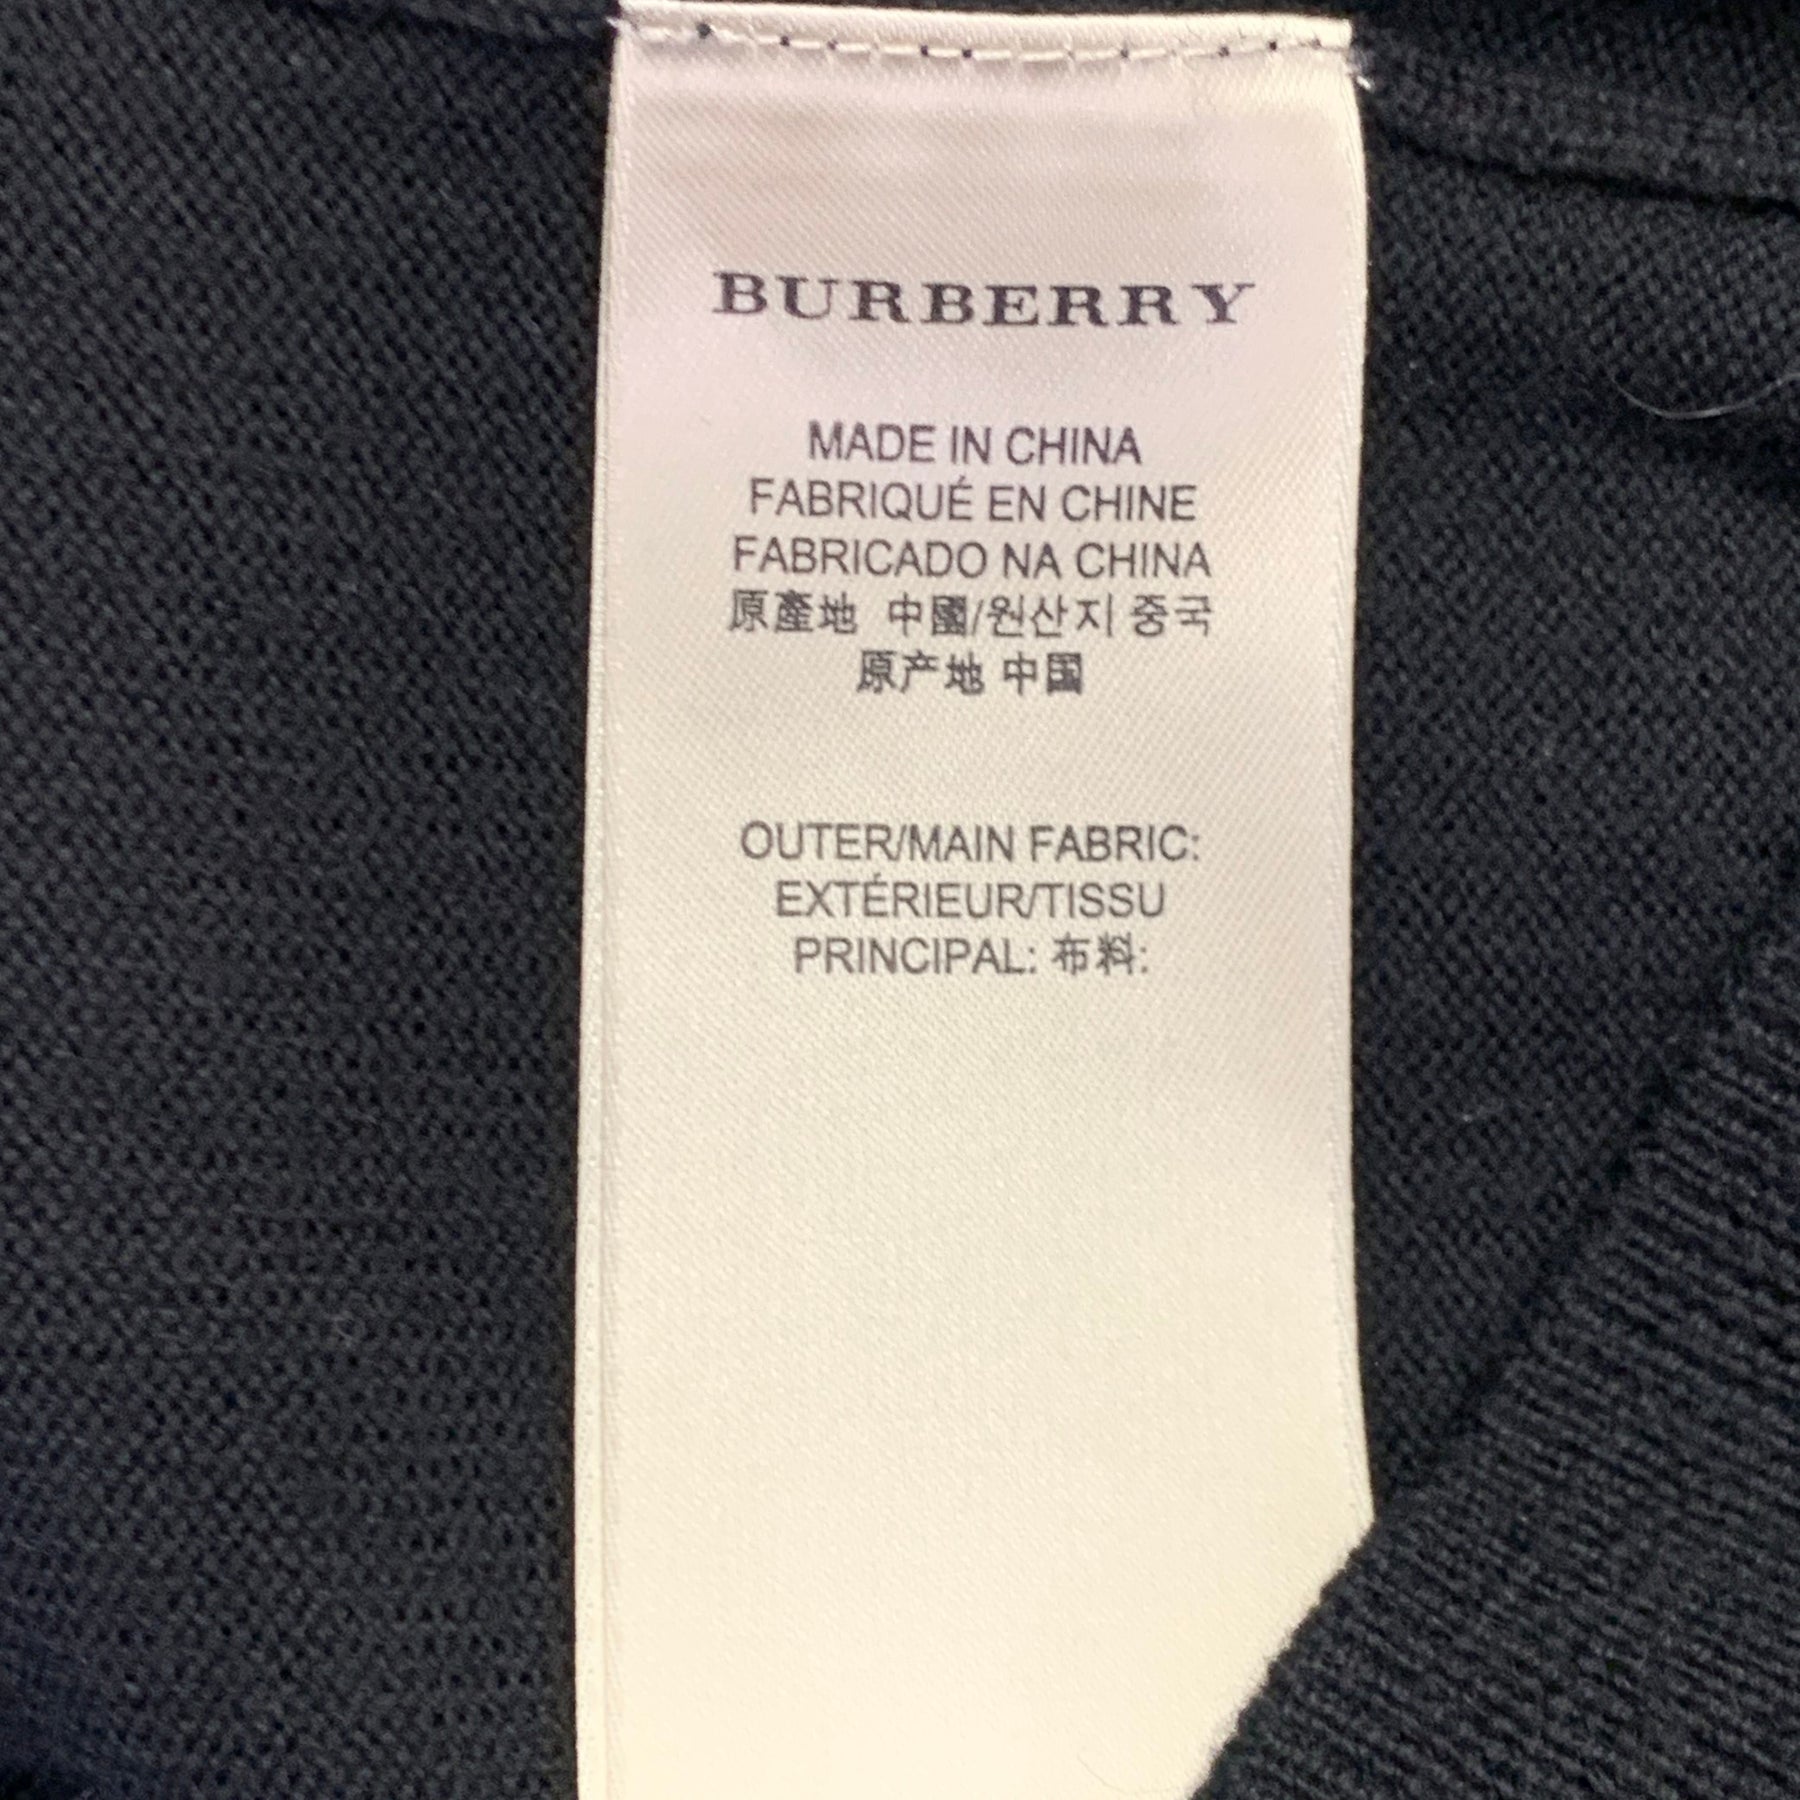 BURBERRY
MADE IN CHINA
FABRIQUÉ EN CHINE
FABRICADO NA CHINA
原產地 中國/원산지 중국
原产地 中国
OUTER/MAIN FABRIC:
EXTÉRIEUR/TISSU
PRINCIPAL: 布料: